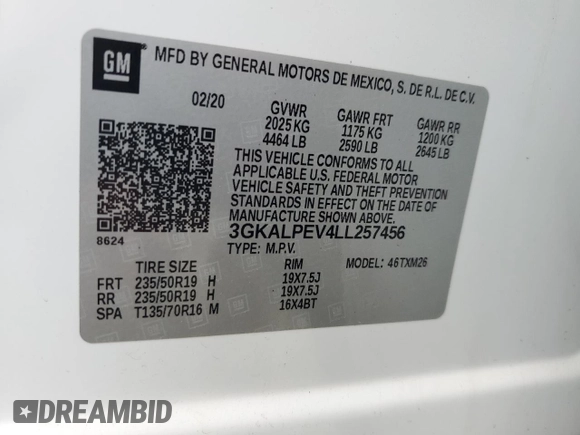 GM
MFD BY GENERAL MOTORS DE MEXICO, S. DE R.L. DE C.V.
02/20 GVWR GAWR FRT GAWR RR
2025 KG 1175 KG 1200 KG
4464 LB 2590 LB 2645 LB
THIS VEHICLE CONFORMS TO ALL
APPLICABLE U.S. FEDERAL MOTOR
VEHICLE SAFETY AND THEFT PREVENTION
STANDARDS IN EFFECT ON THE DATE OF
MANUFACTURE SHOWN ABOVE.
8624 3GKALPEV4LL257456
TYPE: M.P.V. MODEL: 46TXM26
TIRE SIZE RIM
FRT 235/50R19 H 19X7.5J
RR 235/50R19 H 19X7.5J
SPA T135/70R16 M 16X4BT
DREAMBID